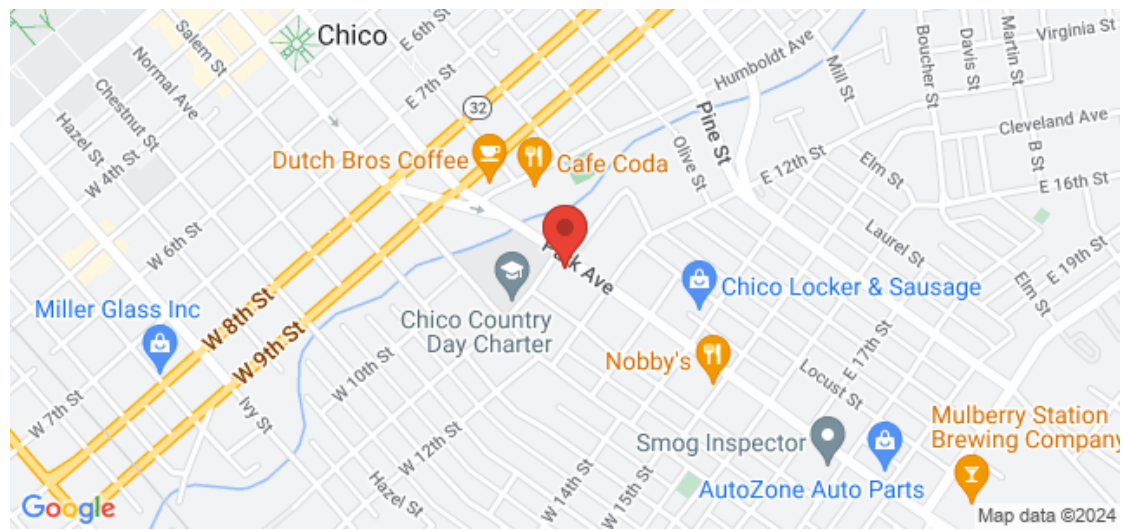 Chico
E 6th St
Salem St
Normal Ave
Chestnut St
Hazel St
W 4th St
E 7th St
32
Humboldt Ave
Mill St
Boucher St
Davis St
Martin St
Virginia St
Cleveland Ave
B St
Pine St
Olive St
E 12th St
Elm St
E 16th St
Dutch Bros Coffee
Cafe Coda
W 6th St
Park Ave
Laurel St
Elm St
E 19th St
Miller Glass Inc
W 8th St
W 9th St
Chico Country
Day Charter
Chico Locker & Sausage
Nobby's
E 17th St
Locust St
W 7th St
Ivy St
W 10th St
W 12th St
Hazel St
W 14th St
W 15th St
Smog Inspector
AutoZone Auto Parts
Mulberry Station
Brewing Company
Google
Map data ©2024